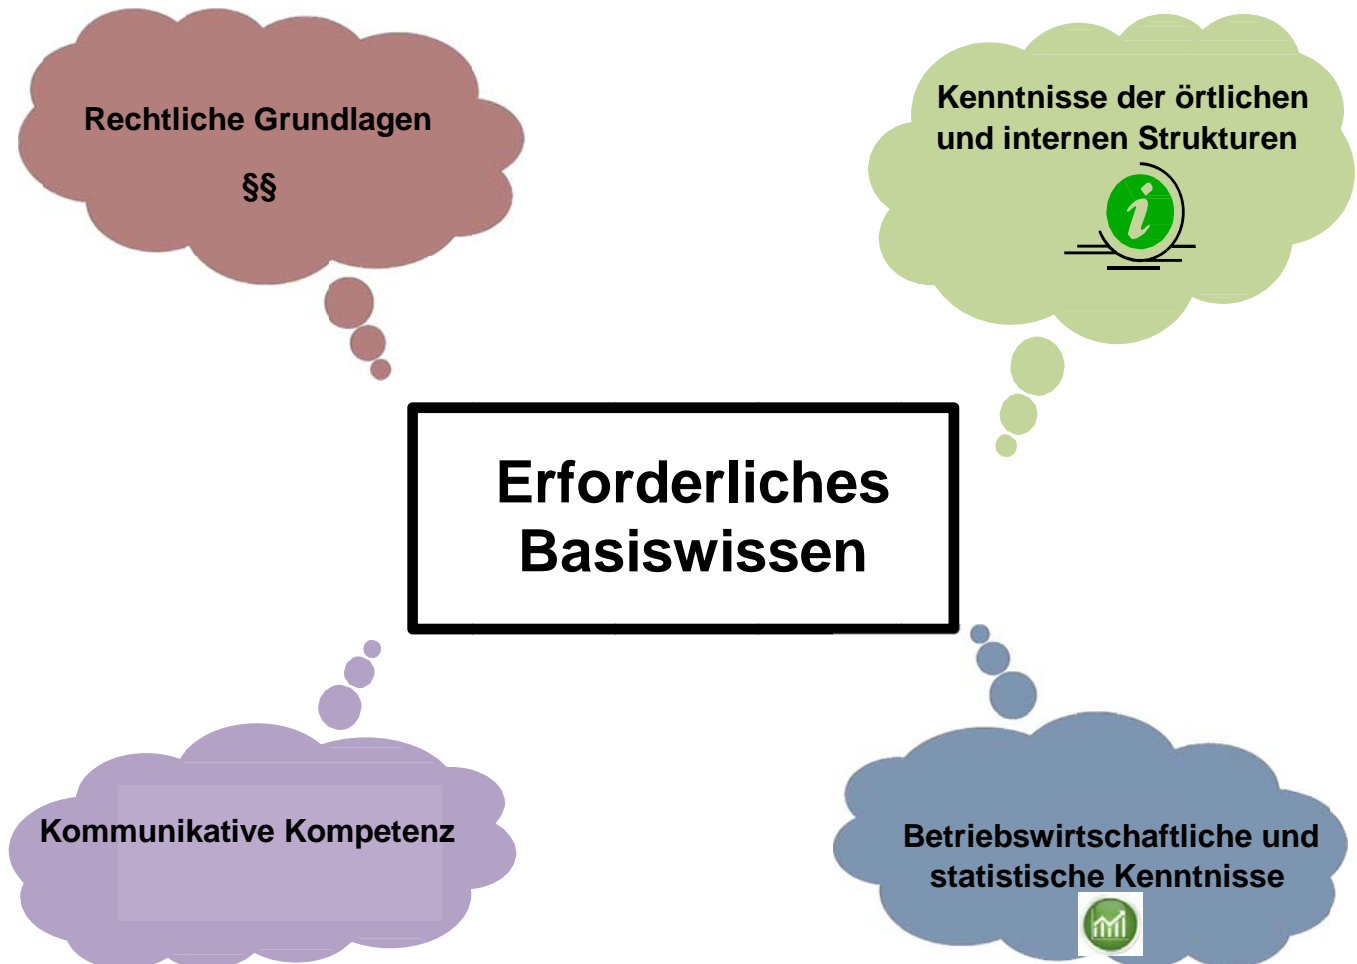 Rechtliche Grundlagen
§§
Kenntnisse der örtlichen
und internen Strukturen
i
Erforderliches
Basiswissen
Kommunikative Kompetenz
Betriebswirtschaftliche und
statistische Kenntnisse